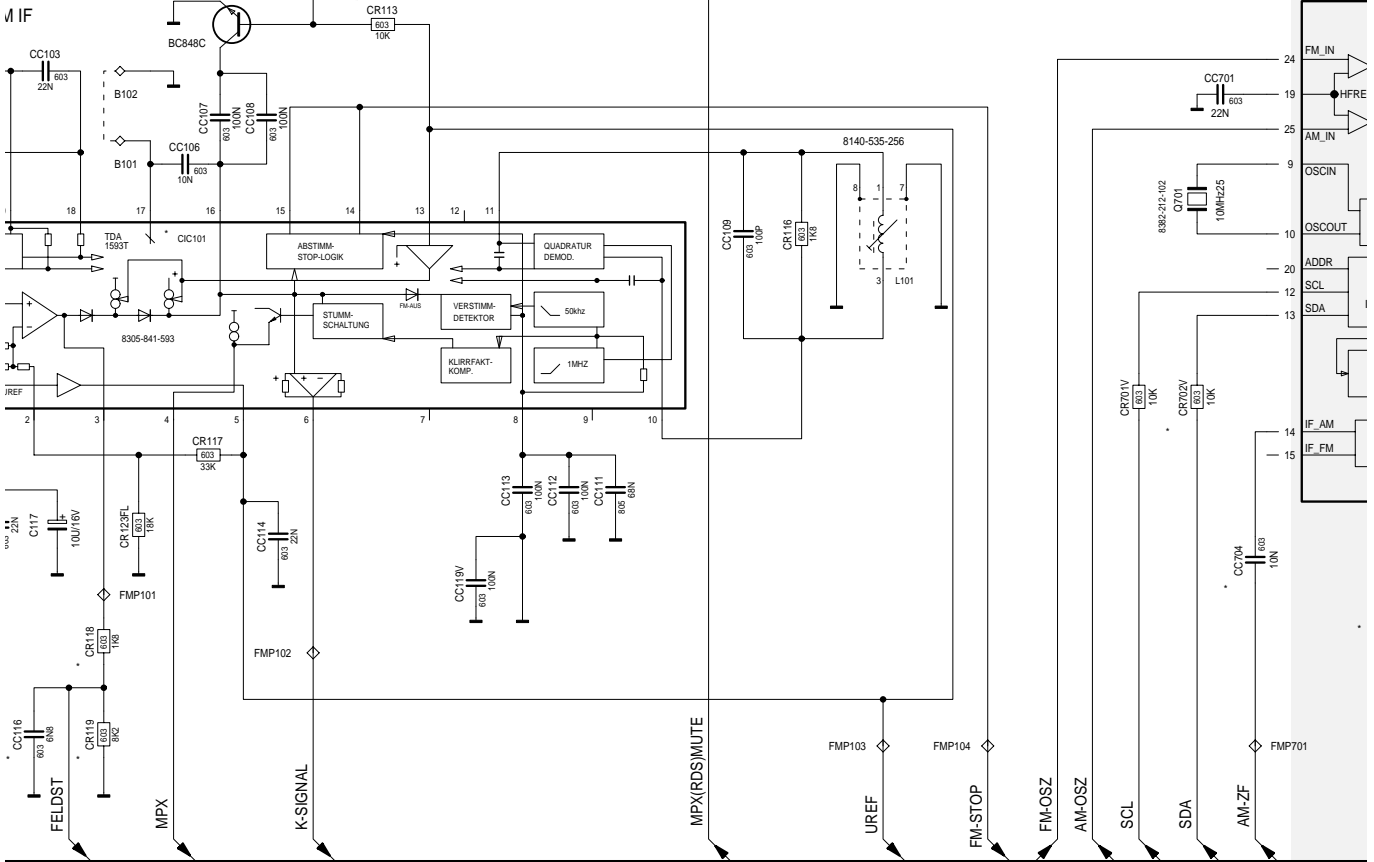 M IF
CR113
603
10K
BC848C
CC103
603
22N
B102
B101
CC107
603
100N
CC108
603
100N
CC106
603
10N
18
17
16
15
14
13
12
11
TDA
1593T
*
CIC101
ABSTIMM-
STOP-LOGIK
+
QUADRATUR
DEMOD.
FM-AUS
STUMM-
SCHALTUNG
VERSTIMM-
DETEKTOR
50khz
KLIRRFAKT-
KOMP.
1MHZ
+
+
+
−
8305-841-593
+
+
−
2
3
4
5
6
7
8
9
10
CC109
603
100P
CR116
603
1K8
8140-535-256
8
1
7
3
L101
24
FM_IN
CC701
603
22N
19
HFRE
25
AM_IN
9
OSCIN
8382-212-102
Q701
10MHz25
10
OSCOUT
20
ADDR
12
SCL
13
SDA
CR701V
603
10K
CR702V
603
10K
*
14
IF_AM
15
IF_FM
CC704
603
10N
*
*
CR117
603
33K
22N
C117
+
10U/16V
CR123FL
603
18K
CC114
603
22N
CC113
603
100N
CC112
603
100N
CC111
805
68N
CC119V
603
100N
FMP101
CR118
603
1K8
*
FMP102
CC116
603
6N8
*
CR119
603
8K2
*
FMP103
FMP104
FMP701
FELDST
MPX
K-SIGNAL
MPX(RDS)MUTE
UREF
FM-STOP
FM-OSZ
AM-OSZ
SCL
SDA
AM-ZF